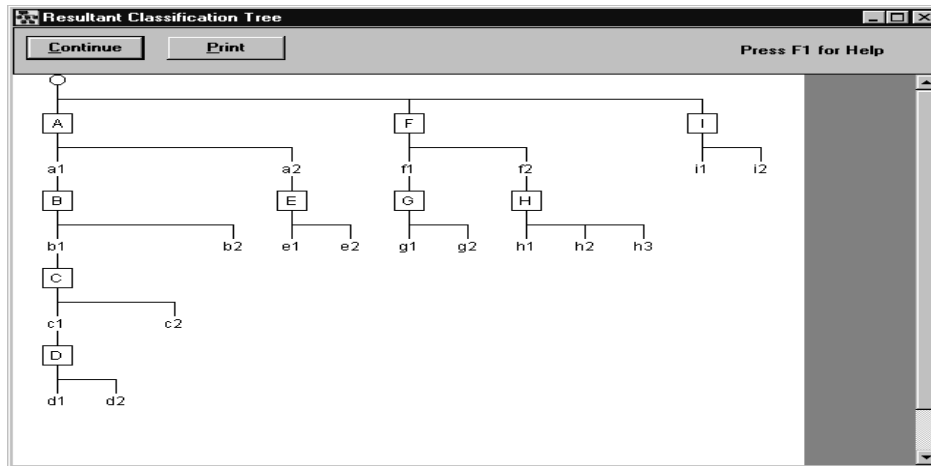 Resultant Classification Tree
Continue Print Press F1 for Help
A F I
a1 a2 f1 f2 i1 i2
B E G H
b1 b2 e1 e2 g1 g2 h1 h2 h3
C
c1 c2
D
d1 d2